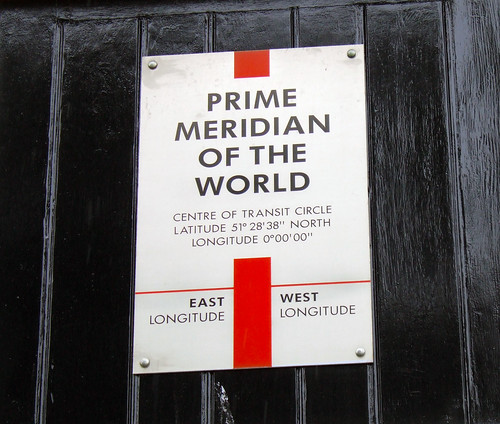 PRIME
MERIDIAN
OF THE
WORLD
CENTRE OF TRANSIT CIRCLE
LATITUDE 51° 28'38" NORTH
LONGITUDE 0°00'00"
EAST
LONGITUDE
WEST
LONGITUDE